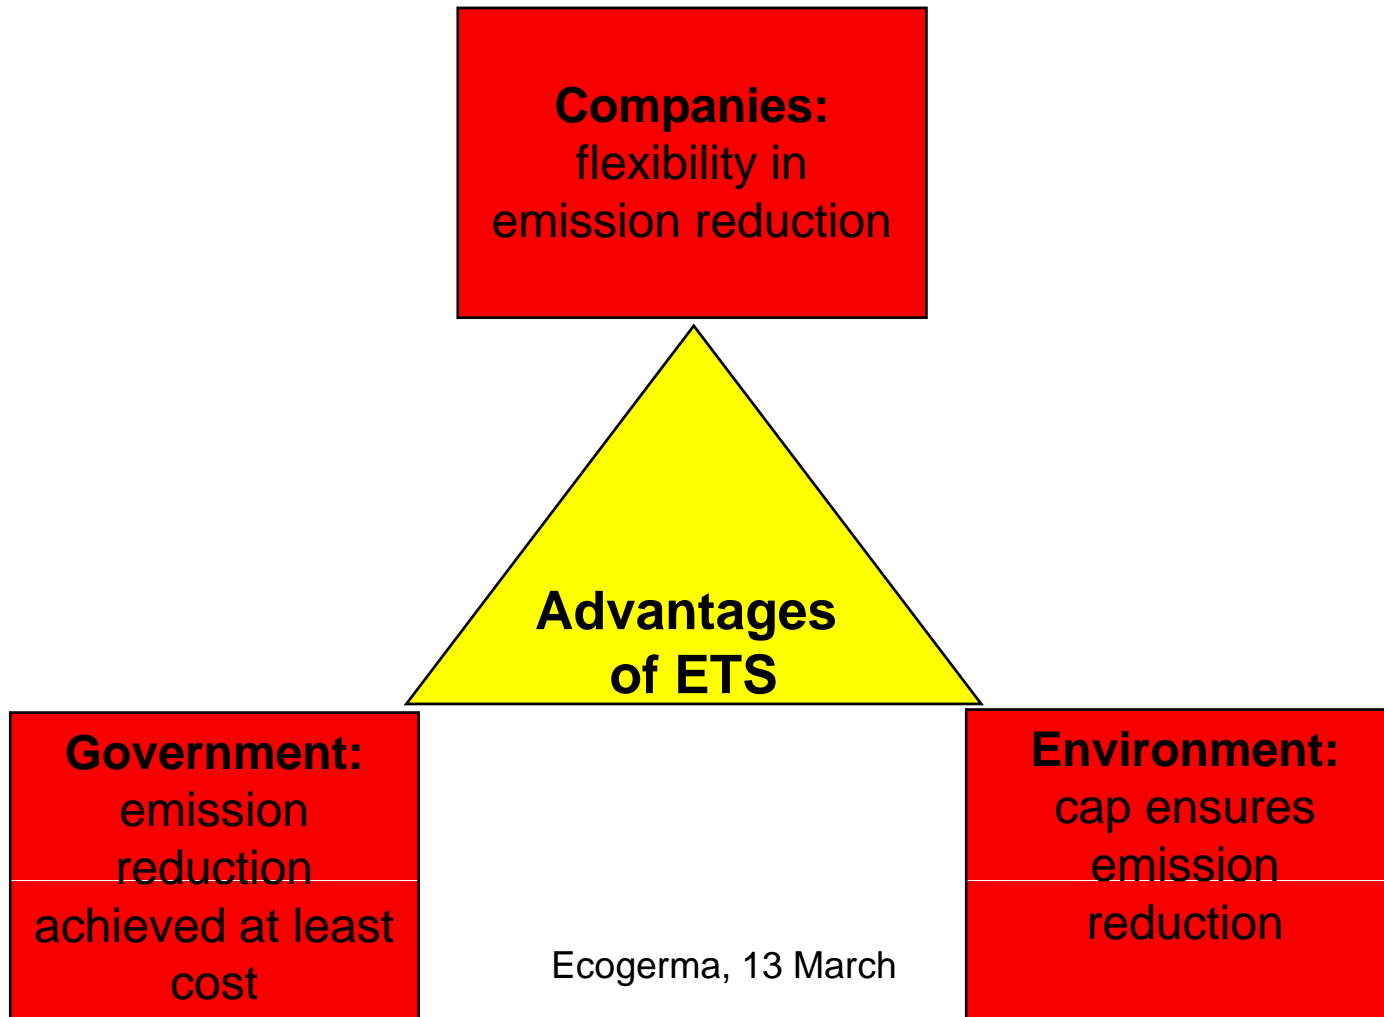 Companies:
flexibility in
emission reduction
Advantages
of ETS
Government:
emission
reduction
achieved at least
cost
Environment:
cap ensures
emission
reduction
Ecogerma, 13 March